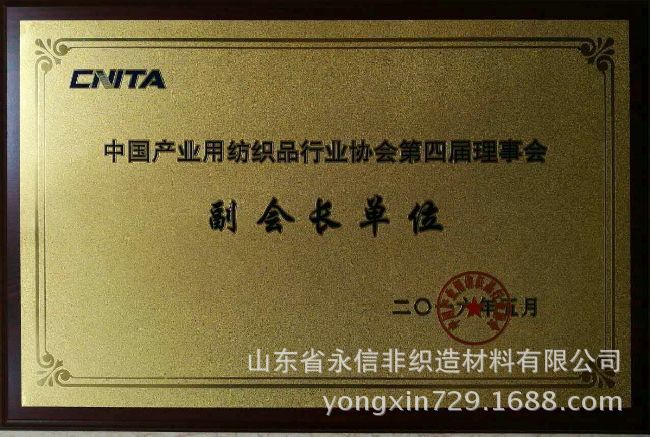 CNITA
中国产业用纺织品行业协会第四届理事会
副会长单位
二〇一六年五月
山东省永信非织造材料有限公司
yongxin729.1688.com